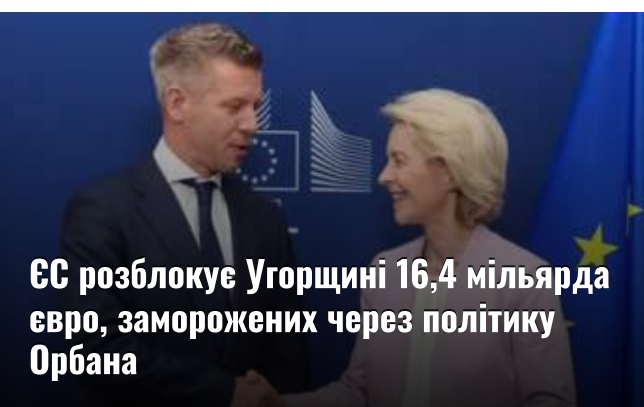 ЄС розблокує Угорщині 16,4 мільярда
євро, заморожених через політику
Орбана